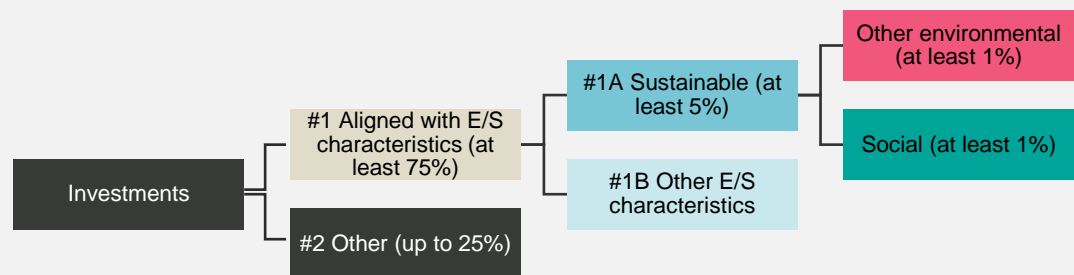 Investments
#1 Aligned with E/S
characteristics (at
least 75%)
#2 Other (up to 25%)
#1A Sustainable (at
least 5%)
#1B Other E/S
characteristics
Other environmental
(at least 1%)
Social (at least 1%)